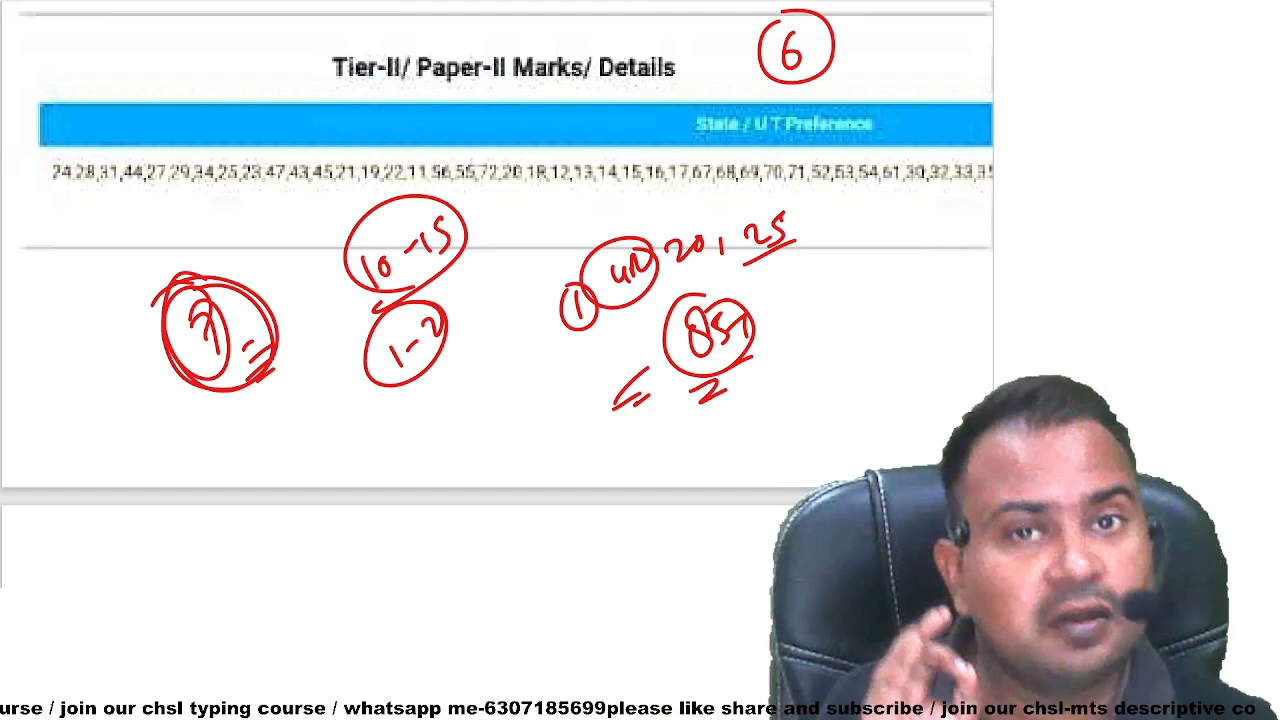 Tier-II/ Paper-II Marks/ Details
6
State / U T Preference
24,28,31,44,27,29,34,25,23,47,43,45,21,19,22,11,56,55,72,20,18,12,13,14,15,16,17,67,68,69,70,71,52,53,54,61,30,32,33,35
10-15
1-2
1 UR 20, 25
urse / join our chsl typing course / whatsapp me-6307185699please like share and subscribe / join our chsl-mts descriptive co